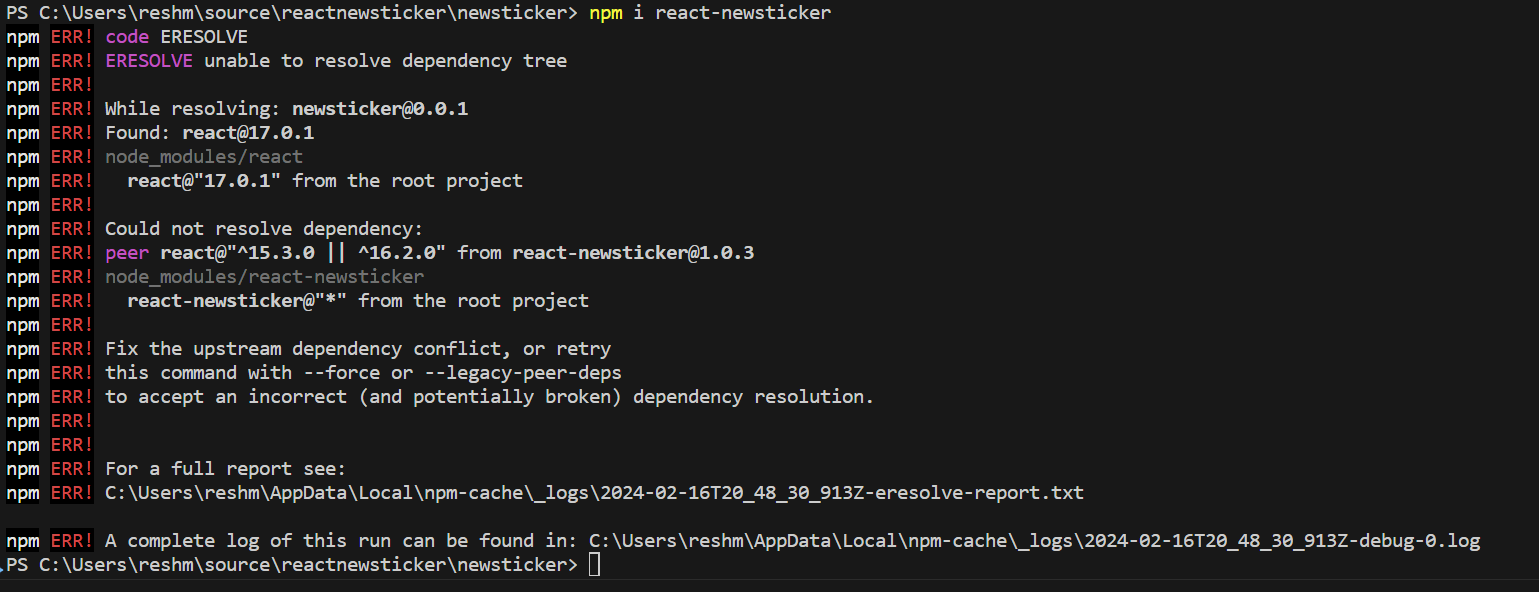 PS C:\Users\reshm\source\reactnewsticker\newsticker> npm i react-newsticker
npm ERR! code ERESOLVE
npm ERR! ERESOLVE unable to resolve dependency tree
npm ERR!
npm ERR! While resolving: newsticker@0.0.1
npm ERR! Found: react@17.0.1
npm ERR! node_modules/react
npm ERR!   react@"17.0.1" from the root project
npm ERR!
npm ERR! Could not resolve dependency:
npm ERR! peer react@"^15.3.0 || ^16.2.0" from react-newsticker@1.0.3
npm ERR! node_modules/react-newsticker
npm ERR!   react-newsticker@"*" from the root project
npm ERR!
npm ERR! Fix the upstream dependency conflict, or retry
npm ERR! this command with --force or --legacy-peer-deps
npm ERR! to accept an incorrect (and potentially broken) dependency resolution.
npm ERR!
npm ERR!
npm ERR! For a full report see:
npm ERR! C:\Users\reshm\AppData\Local\npm-cache\_logs\2024-02-16T20_48_30_913Z-eresolve-report.txt
npm ERR! A complete log of this run can be found in: C:\Users\reshm\AppData\Local\npm-cache\_logs\2024-02-16T20_48_30_913Z-debug-0.log
PS C:\Users\reshm\source\reactnewsticker\newsticker>